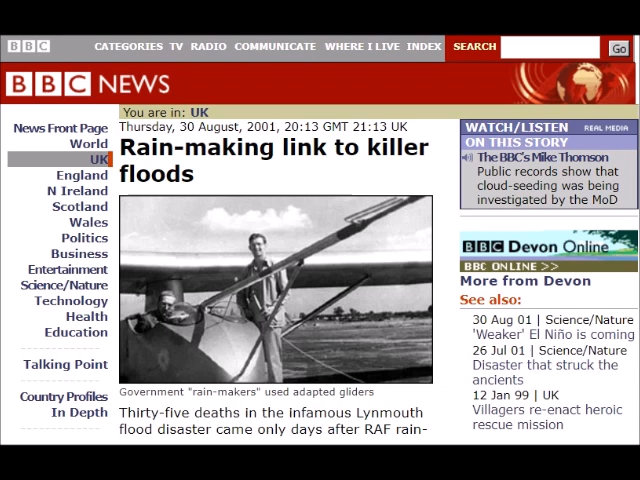 BBC CATEGORIES TV RADIO COMMUNICATE WHERE I LIVE INDEX SEARCH Go
BBC NEWS
You are in: UK
News Front Page
World
UK
England
N Ireland
Scotland
Wales
Politics
Business
Entertainment
Science/Nature
Technology
Health
Education
Talking Point
Country Profiles
In Depth
Thursday, 30 August, 2001, 20:13 GMT 21:13 UK
Rain-making link to killer
floods
Government "rain-makers" used adapted gliders
Thirty-five deaths in the infamous Lynmouth
flood disaster came only days after RAF rain-
WATCH/LISTEN REAL MEDIA
ON THIS STORY
The BBC's Mike Thomson
Public records show that
cloud-seeding was being
investigated by the MoD
BBC Devon Online
BBC ONLINE >>
More from Devon
See also:
30 Aug 01 | Science/Nature
'Weaker' El Niño is coming
26 Jul 01 | Science/Nature
Disaster that struck the
ancients
12 Jan 99 | UK
Villagers re-enact heroic
rescue mission